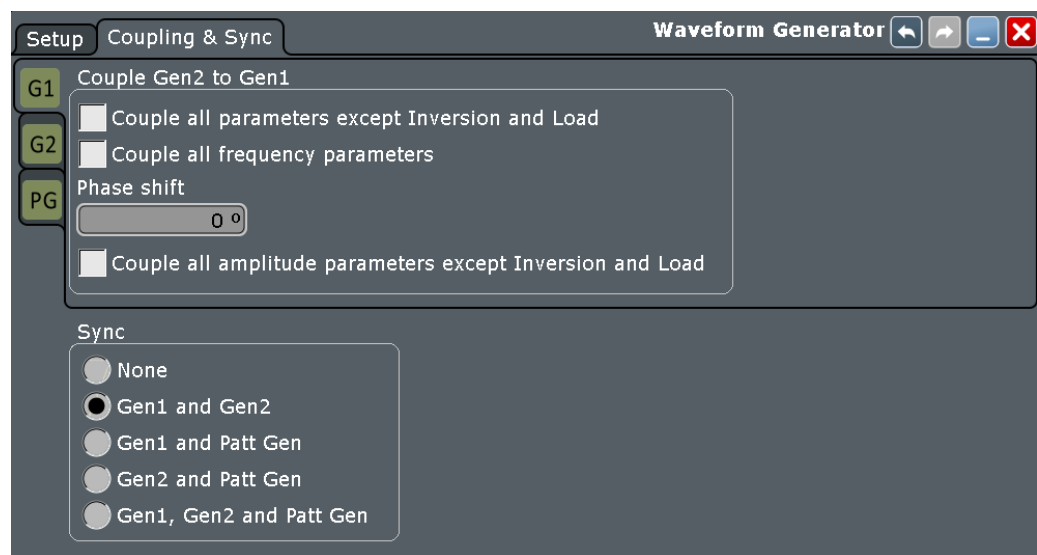 Setup Coupling & Sync Waveform Generator
G1
Couple Gen2 to Gen1
Couple all parameters except Inversion and Load
G2
Couple all frequency parameters
PG
Phase shift
0 º
Couple all amplitude parameters except Inversion and Load
Sync
None
Gen1 and Gen2
Gen1 and Patt Gen
Gen2 and Patt Gen
Gen1, Gen2 and Patt Gen